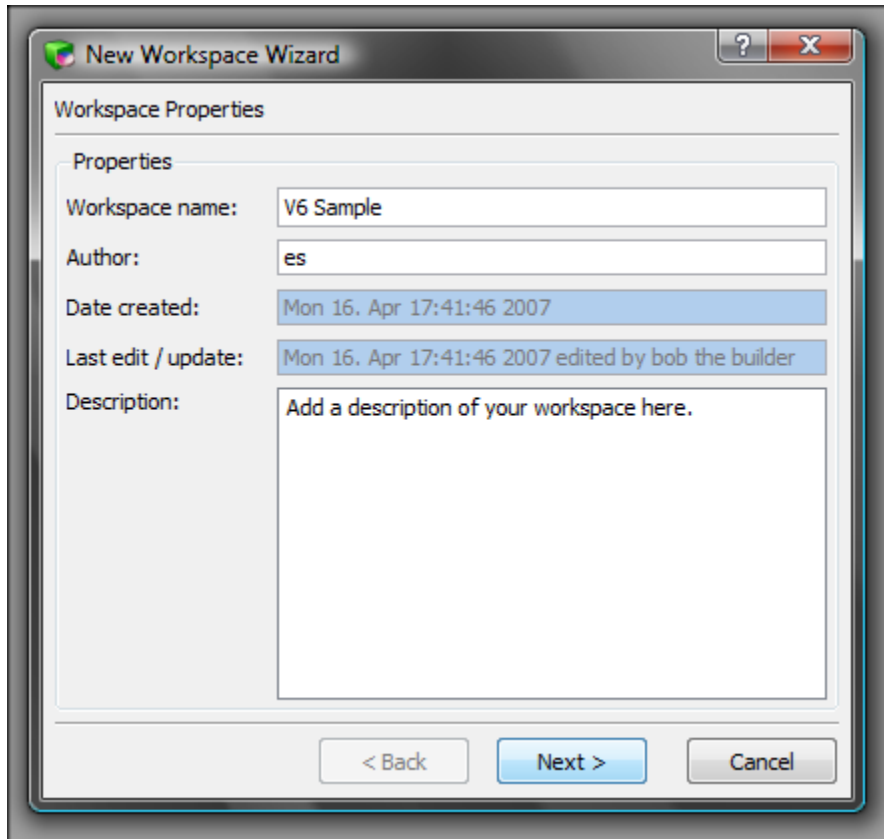 New Workspace Wizard
?
X
Workspace Properties
Properties
Workspace name: V6 Sample
Author: es
Date created: Mon 16. Apr 17:41:46 2007
Last edit / update: Mon 16. Apr 17:41:46 2007 edited by bob the builder
Description: Add a description of your workspace here.
< Back Next > Cancel